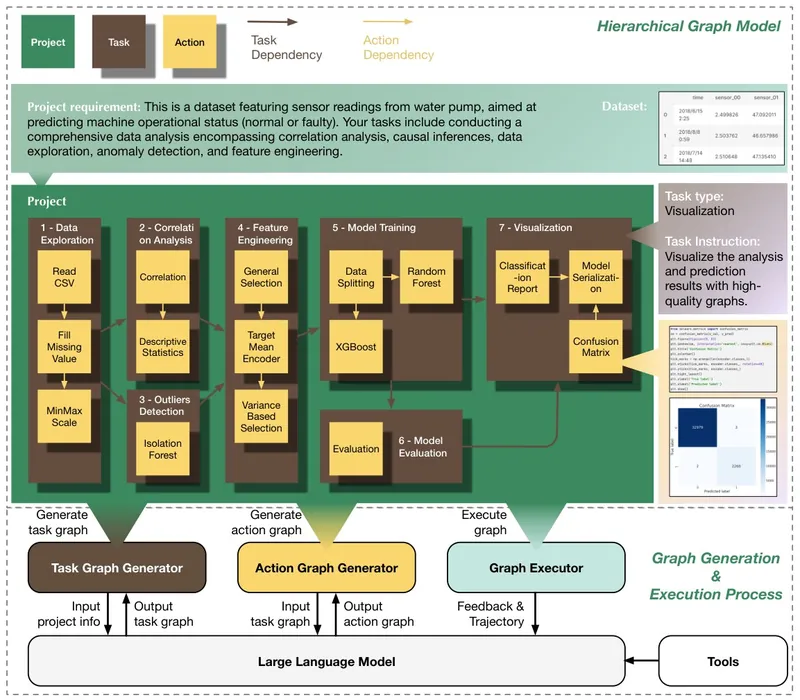 Project
Task
Action
Task
Dependency
Action
Dependency
Hierarchical Graph Model
Project requirement: This is a dataset featuring sensor readings from water pump, aimed at
predicting machine operational status (normal or faulty). Your tasks include conducting a
comprehensive data analysis encompassing correlation analysis, causal inferences, data
exploration, anomaly detection, and feature engineering.
Dataset:
time sensor_00 sensor_01
0 2018/6/15 2:25 2.499826 47.092011
1 2018/8/8 0:59 2.503762 46.657986
2 2018/7/14 14:48 2.510648 47.135410
Project
1 - Data
Exploration
Read
CSV
Fill
Missing
Value
MinMax
Scale
2 - Correlati
on Analysis
Correlation
Descriptive
Statistics
3 - Outliers
Detection
Isolation
Forest
4 - Feature
Engineering
General
Selection
Target
Mean
Encoder
Variance
Based
Selection
5 - Model Training
Data
Splitting
Random
Forest
XGBoost
Evaluation
6 - Model
Evaluation
7 - Visualization
Classificat
-ion
Report
Model
Serializati-
on
Confusion
Matrix
Task type:
Visualization
Task Instruction:
Visualize the analysis
and prediction
results with high-
quality graphs.
Confusion Matrix
True label
Predicted label
Generate
task graph
Generate
action graph
Execute
graph
Task Graph Generator
Action Graph Generator
Graph Executor
Graph Generation
&
Execution Process
Input
project info
Output
task graph
Input
task graph
Output
action graph
Feedback &
Trajectory
Large Language Model
Tools